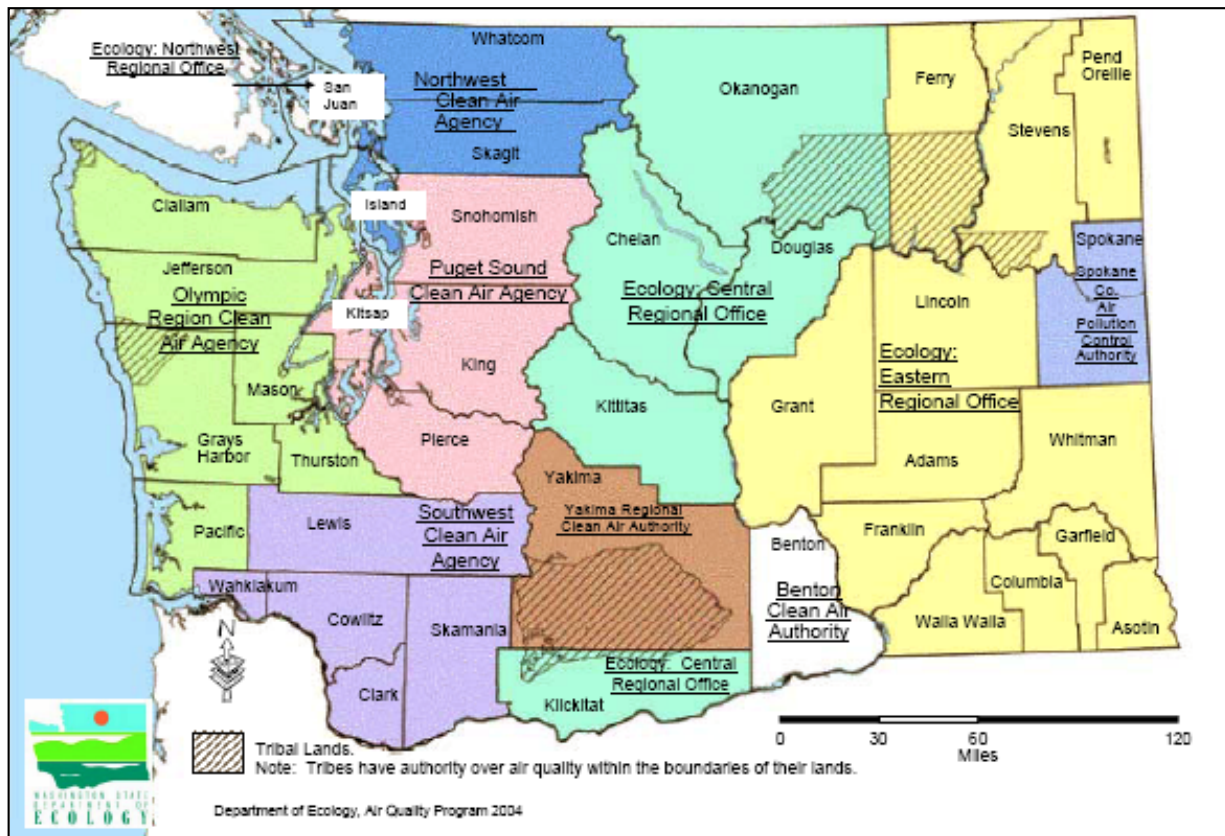 Ecology: Northwest
Regional Office
San
Juan
Whatcom
Northwest
Clean Air
Agency
Skagit
Okanogan
Ferry
Pend
Oreille
Stevens
Clallam
Island
Snohomish
Chelan
Douglas
Spokane
Spokane
Co.
Air
Pollution
Control
Authority
Jefferson
Olympic
Region Clean
Air Agency
Kitsap
Puget Sound
Clean Air Agency
Ecology: Central
Regional Office
Lincoln
Ecology:
Eastern
Regional Office
King
Mason
Kittitas
Grant
Whitman
Grays
Harbor
Thurston
Pierce
Yakima
Adams
Yakima Regional
Clean Air Authority
Pacific
Lewis
Southwest
Clean Air
Agency
Benton
Franklin
Garfield
Wahkiakum
Cowlitz
Skamania
Benton
Clean Air
Authority
Columbia
Walla Walla
Asotin
Clark
Ecology: Central
Regional Office
Klickitat
N
0 30 60 120
Miles
Tribal Lands.
Note: Tribes have authority over air quality within the boundaries of their lands.
WASHINGTON STATE
DEPARTMENT OF
ECOLOGY
Department of Ecology, Air Quality Program 2004